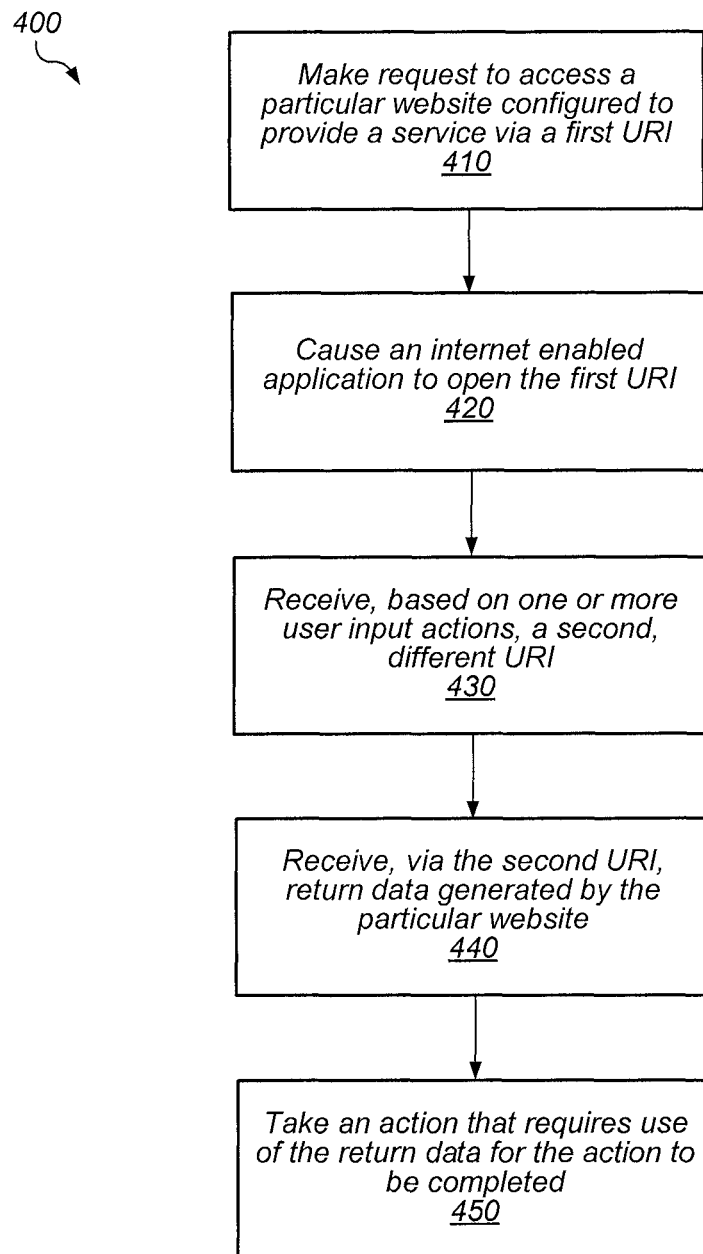 400
Make request to access a
particular website configured to
provide a service via a first URI
410
Cause an internet enabled
application to open the first URI
420
Receive, based on one or more
user input actions, a second,
different URI
430
Receive, via the second URI,
return data generated by the
particular website
440
Take an action that requires use
of the return data for the action to
be completed
450